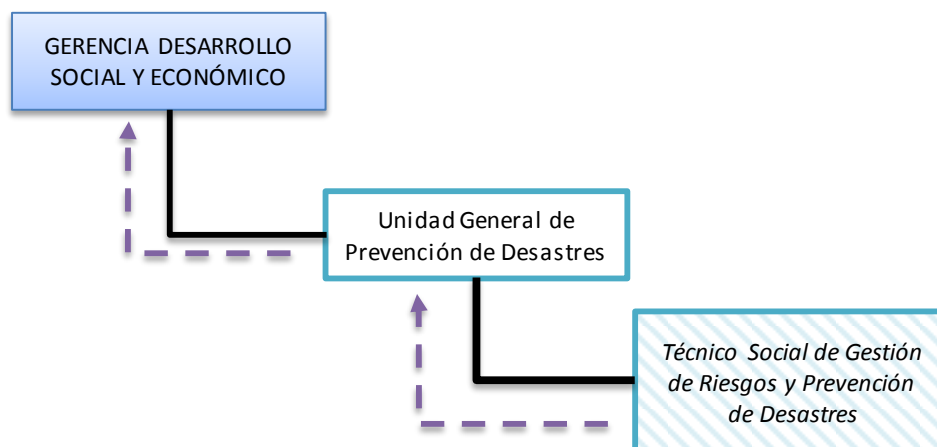 GERENCIA DESARROLLO
SOCIAL Y ECONÓMICO
Unidad General de
Prevención de Desastres
Técnico Social de Gestión
de Riesgos y Prevención
de Desastres